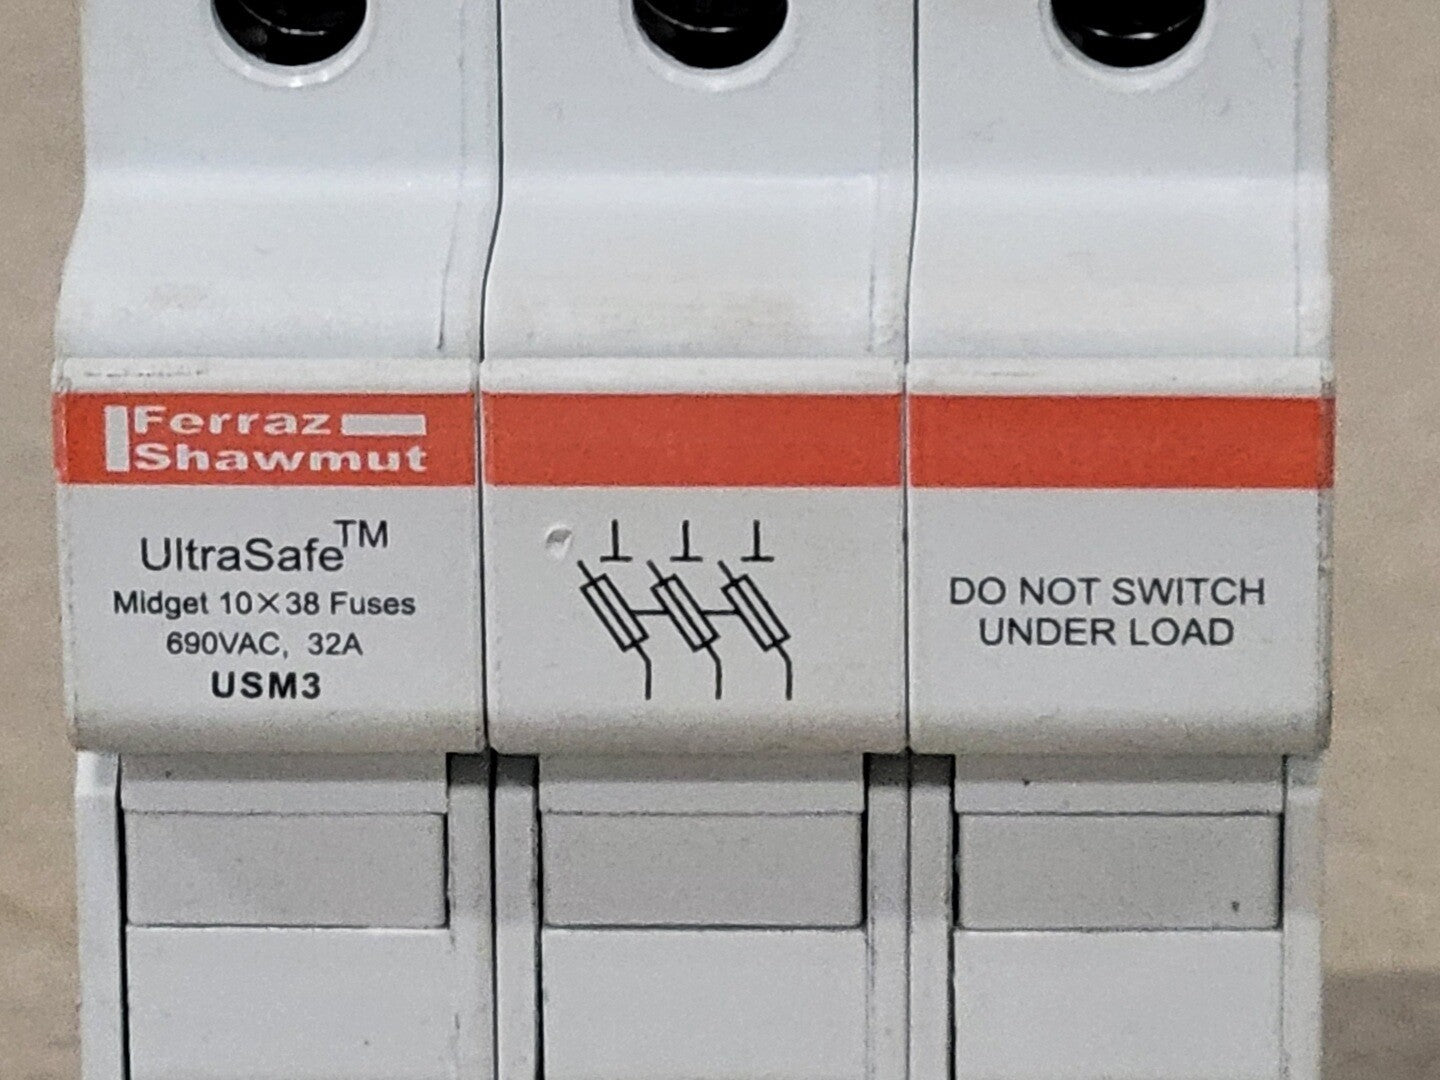 Ferraz
Shawmut
UltraSafe™
Midget 10×38 Fuses
690VAC, 32A
USM3
DO NOT SWITCH
UNDER LOAD